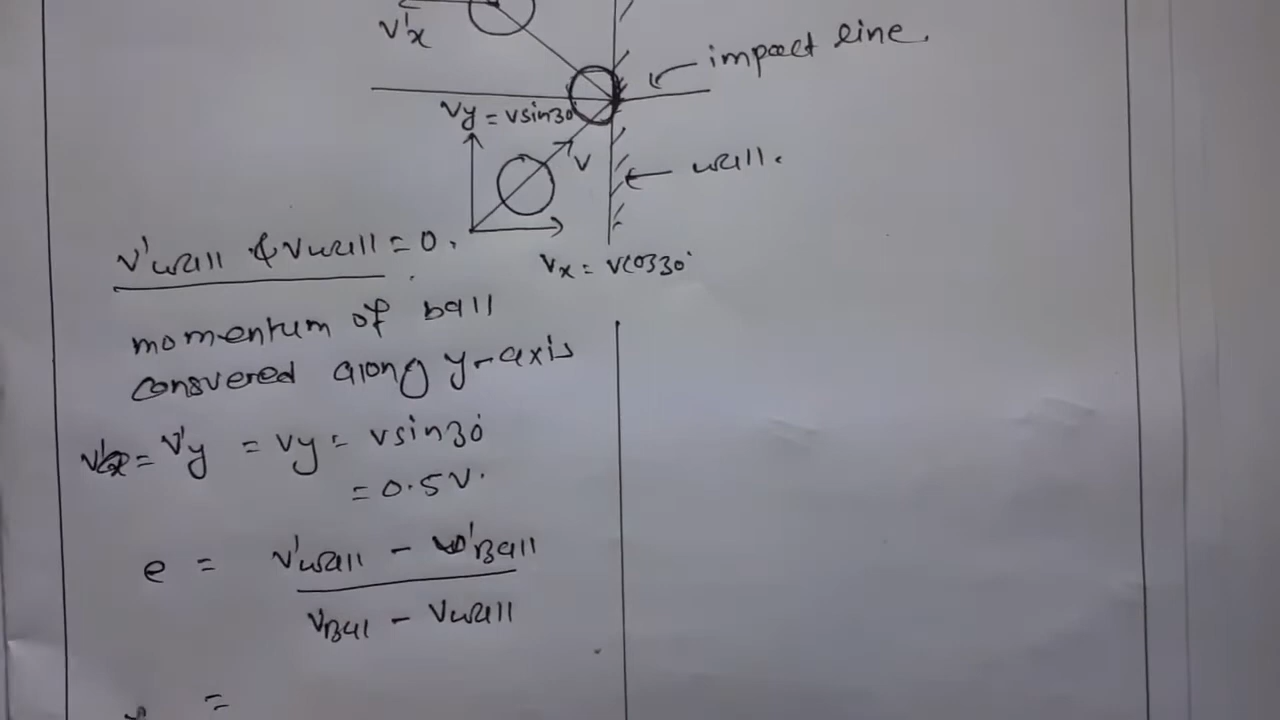 v'x
impact line.
vy = vsin30
v
wall.
v'wall & vwall = 0.
vx = vcos30°
momentum of ball
consvered along y-axis
= v'y = vy = vsin30°
= 0.5v.
e = v'wall - v'Ball
vBall - vwall
=